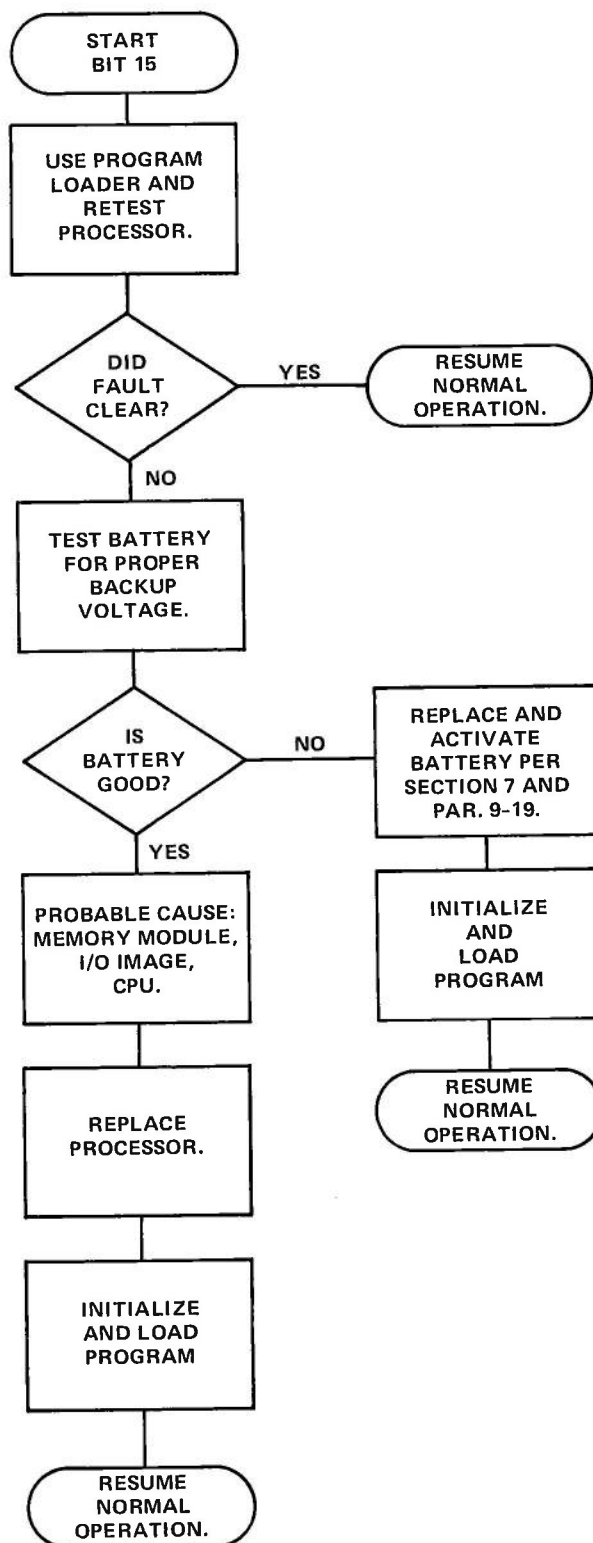 START
BIT 15
USE PROGRAM
LOADER AND
RETEST
PROCESSOR.
DID
FAULT
CLEAR?
YES
RESUME
NORMAL
OPERATION.
NO
TEST BATTERY
FOR PROPER
BACKUP
VOLTAGE.
IS
BATTERY
GOOD?
NO
REPLACE AND
ACTIVATE
BATTERY PER
SECTION 7 AND
PAR. 9-19.
INITIALIZE
AND
LOAD
PROGRAM
RESUME
NORMAL
OPERATION.
YES
PROBABLE CAUSE:
MEMORY MODULE,
I/O IMAGE,
CPU.
REPLACE
PROCESSOR.
INITIALIZE
AND LOAD
PROGRAM
RESUME
NORMAL
OPERATION.